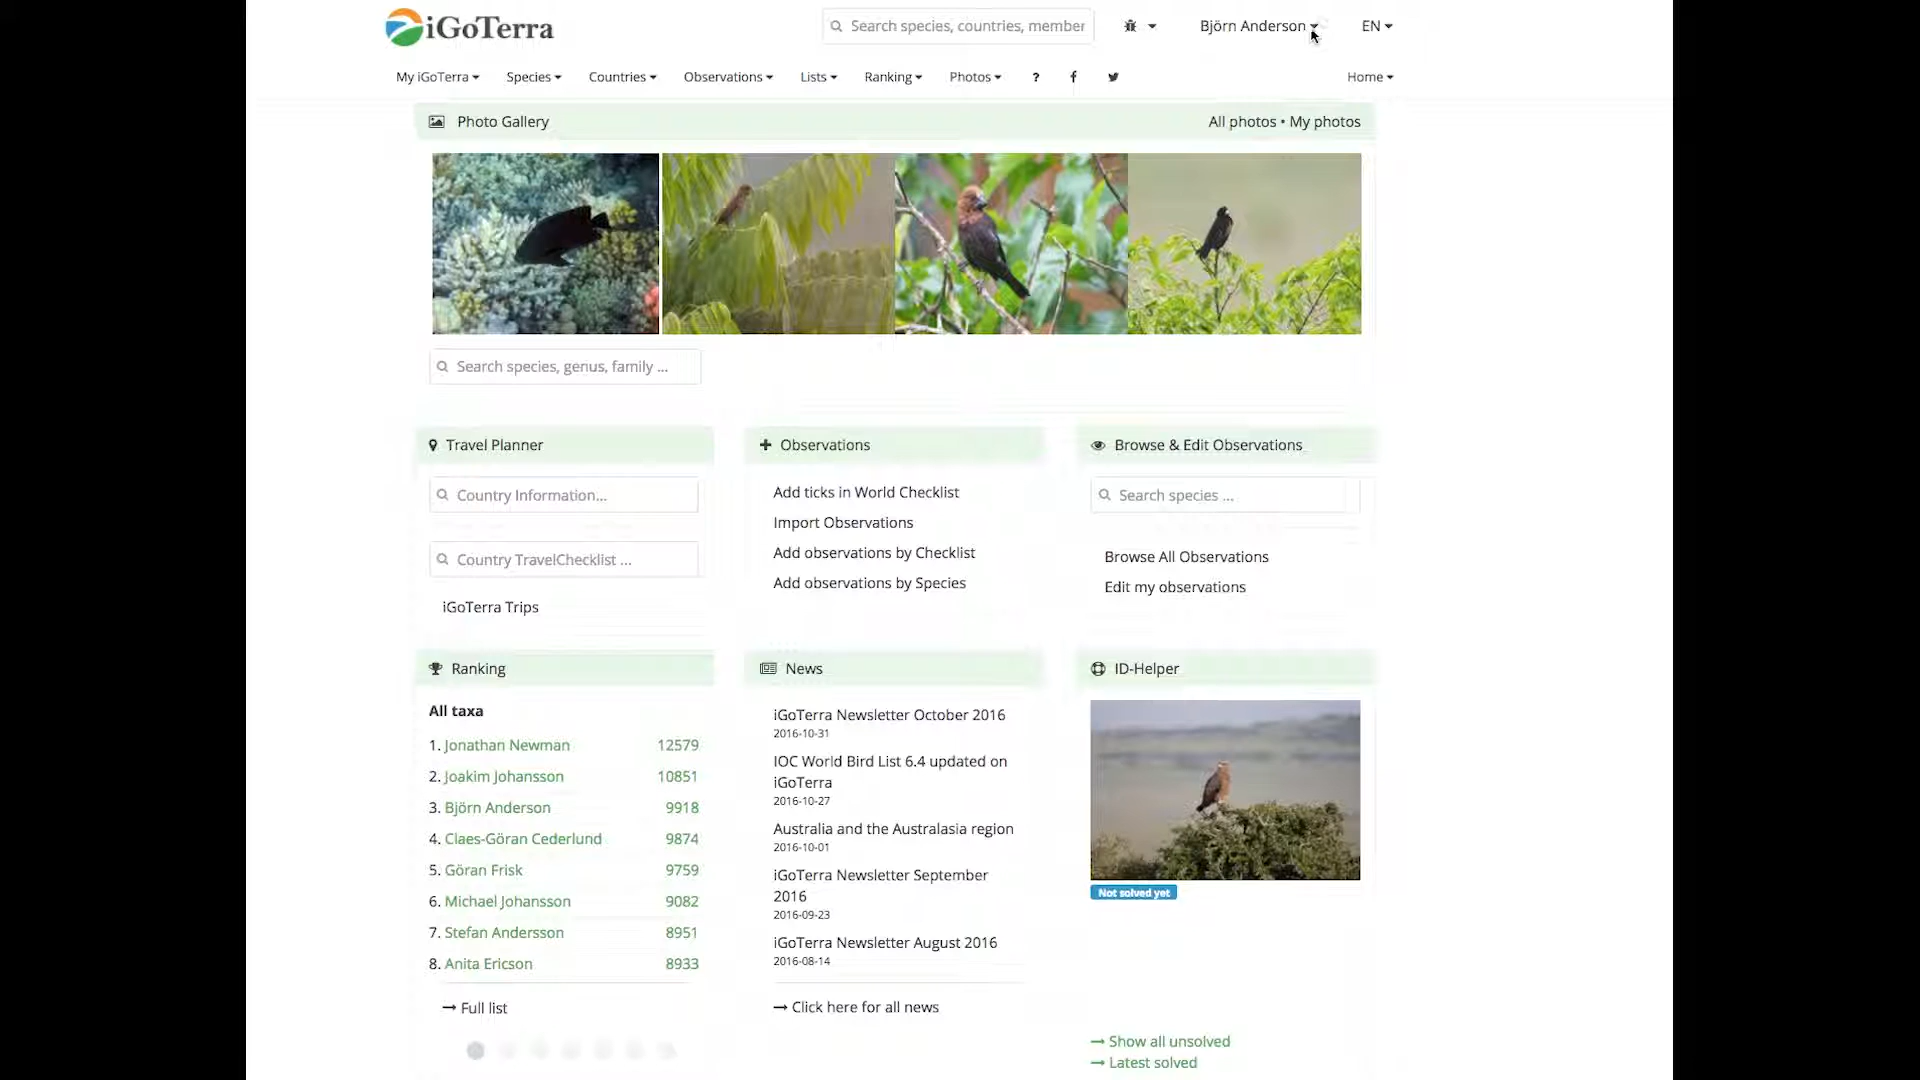 iGoTerra
Search species, countries, member
Björn Anderson
EN
My iGoTerra
Species
Countries
Observations
Lists
Ranking
Photos
?
f
Home
Photo Gallery
All photos • My photos
Search species, genus, family ...
Travel Planner
Country Information...
Country TravelChecklist ...
iGoTerra Trips
Observations
Add ticks in World Checklist
Import Observations
Add observations by Checklist
Add observations by Species
Browse & Edit Observations
Search species ...
Browse All Observations
Edit my observations
Ranking
All taxa
1. Jonathan Newman 12579
2. Joakim Johansson 10851
3. Björn Anderson 9918
4. Claes-Göran Cederlund 9874
5. Göran Frisk 9759
6. Michael Johansson 9082
7. Stefan Andersson 8951
8. Anita Ericson 8933
→ Full list
News
iGoTerra Newsletter October 2016
2016-10-31
IOC World Bird List 6.4 updated on
iGoTerra
2016-10-27
Australia and the Australasia region
2016-10-01
iGoTerra Newsletter September
2016
2016-09-23
iGoTerra Newsletter August 2016
2016-08-14
→ Click here for all news
ID-Helper
Not solved yet
→ Show all unsolved
→ Latest solved